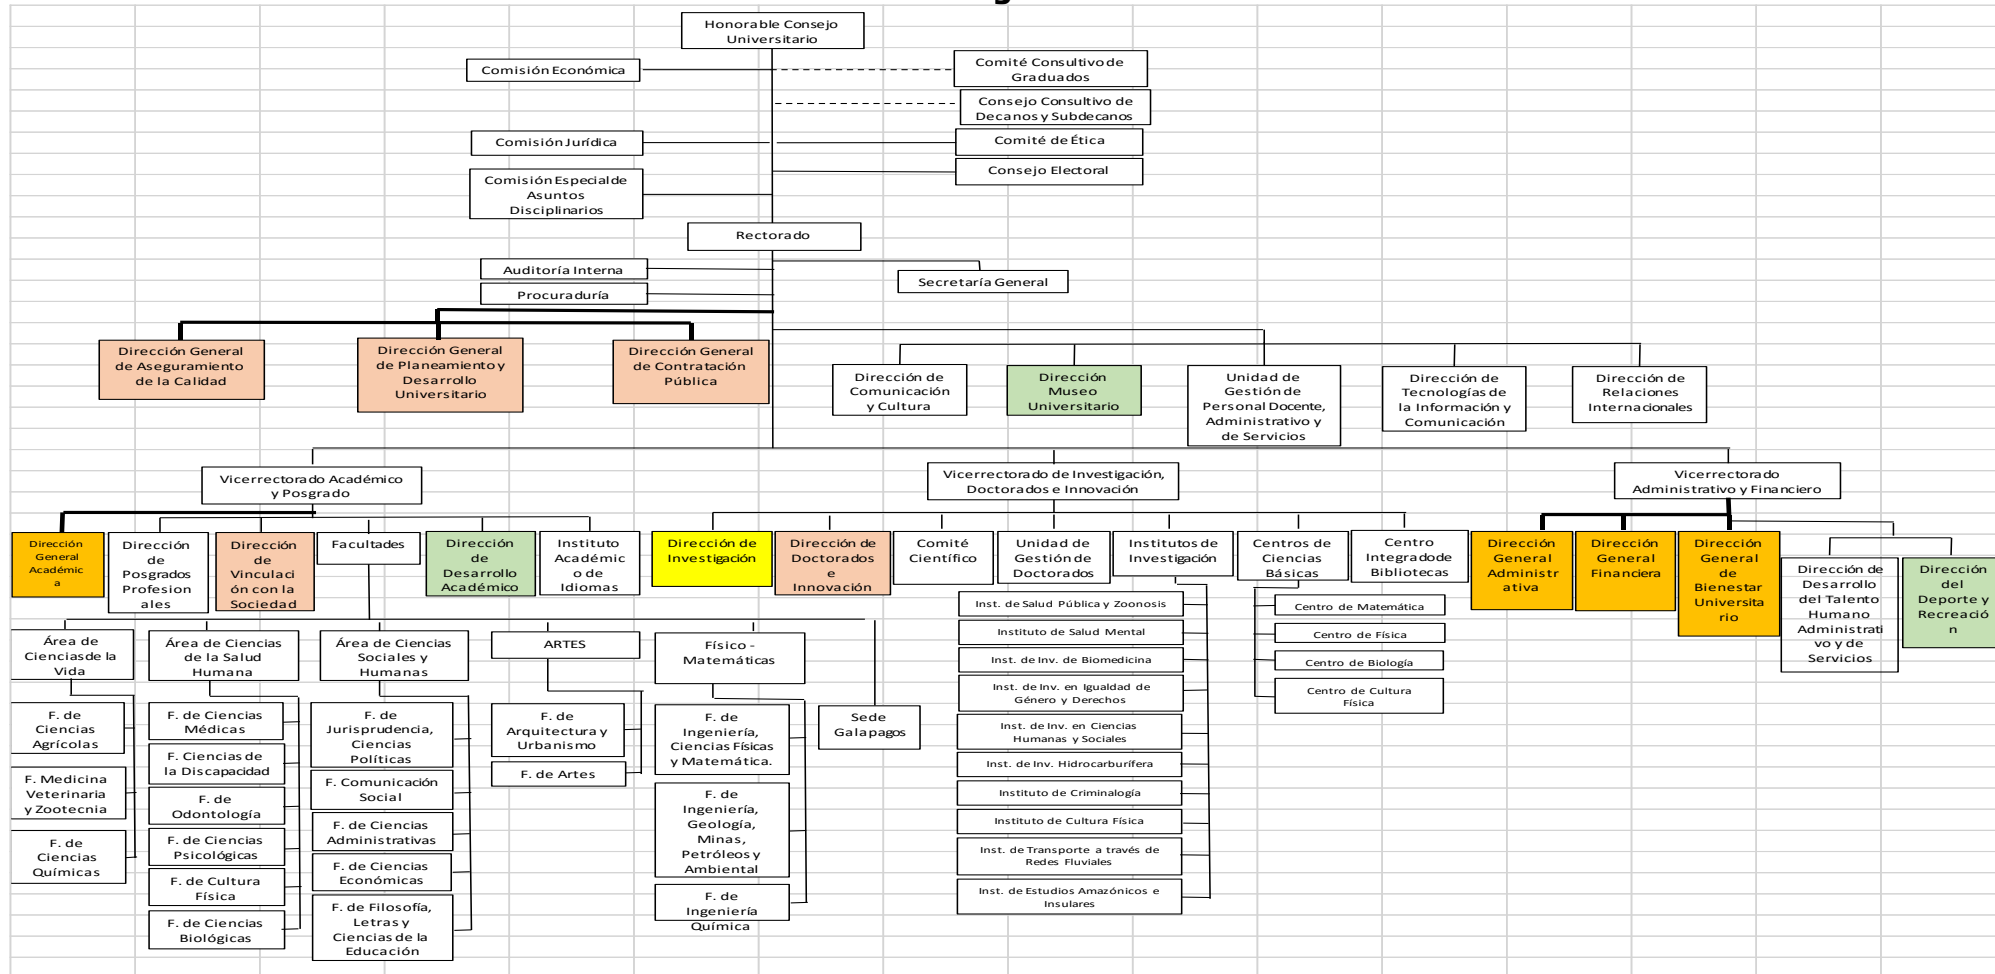 Honorable Consejo
Universitario
Comisión Económica
Comité Consultivo de
Graduados
Consejo Consultivo de
Decanos y Subdecanos
Comisión Jurídica
Comité de Ética
Consejo Electoral
Comisión Especial de
Asuntos
Disciplinarios
Rectorado
Auditoría Interna
Secretaría General
Procuraduría
Dirección General
de Aseguramiento
de la Calidad
Dirección General
de Planeamiento y
Desarrollo
Universitario
Dirección General
de Contratación
Pública
Dirección de
Comunicación
y Cultura
Dirección
Museo
Universitario
Unidad de
Gestión de
Personal Docente,
Administrativo y
de Servicios
Dirección de
Tecnologías de
la Información y
Comunicación
Dirección de
Relaciones
Internacionales
Vicerrectorado Académico
y Posgrado
Vicerrectorado de Investigación,
Doctorados e Innovación
Vicerrectorado
Administrativo y Financiero
Dirección
General
Académic
a
Dirección
de
Posgrados
Profesion
ales
Dirección
de
Vinculaci
ón con la
Sociedad
Facultades
Dirección
de
Desarrollo
Académico
Instituto
Académic
o de
Idiomas
Dirección de
Investigación
Dirección de
Doctorados
e
Innovación
Comité
Científico
Unidad de
Gestión de
Doctorados
Institutos de
Investigación
Centros de
Ciencias
Básicas
Centro
Integrado de
Bibliotecas
Dirección
General
Administr
ativa
Dirección
General
Financiera
Dirección
General
de
Bienestar
Universita
rio
Dirección de
Desarrollo
del Talento
Humano
Administrati
vo y de
Servicios
Dirección
del
Deporte y
Recreació
n
Área de
Ciencias de la
Vida
Área de Ciencias
de la Salud
Humana
Área de Ciencias
Sociales y
Humanas
ARTES
Físico -
Matemáticas
Sede
Galapagos
F. de
Ciencias
Agrícolas
F. Medicina
Veterinaria
y Zootecnia
F. de
Ciencias
Químicas
F. de Ciencias
Médicas
F. Ciencias de
la Discapacidad
F. de
Odontología
F. de Ciencias
Psicológicas
F. de Cultura
Física
F. de Ciencias
Biológicas
F. de
Jurisprudencia,
Ciencias
Políticas
F. Comunicación
Social
F. de Ciencias
Administrativas
F. de Ciencias
Económicas
F. de Filosofía,
Letras y
Ciencias de la
Educación
F. de
Arquitectura y
Urbanismo
F. de Artes
F. de
Ingeniería,
Ciencias Físicas
y Matemática.
F. de
Ingeniería,
Geología,
Minas,
Petróleos y
Ambiental
F. de
Ingeniería
Química
Inst. de Salud Pública y Zoonosis
Instituto de Salud Mental
Inst. de Inv. de Biomedicina
Inst. de Inv. en Igualdad de
Género y Derechos
Inst. de Inv. en Ciencias
Humanas y Sociales
Inst. de Inv. Hidrocarburífera
Instituto de Criminalogía
Instituto de Cultura Física
Inst. de Transporte a través de
Redes Fluviales
Inst. de Estudios Amazónicos e
Insulares
Centro de Matemática
Centro de Física
Centro de Biología
Centro de Cultura
Física